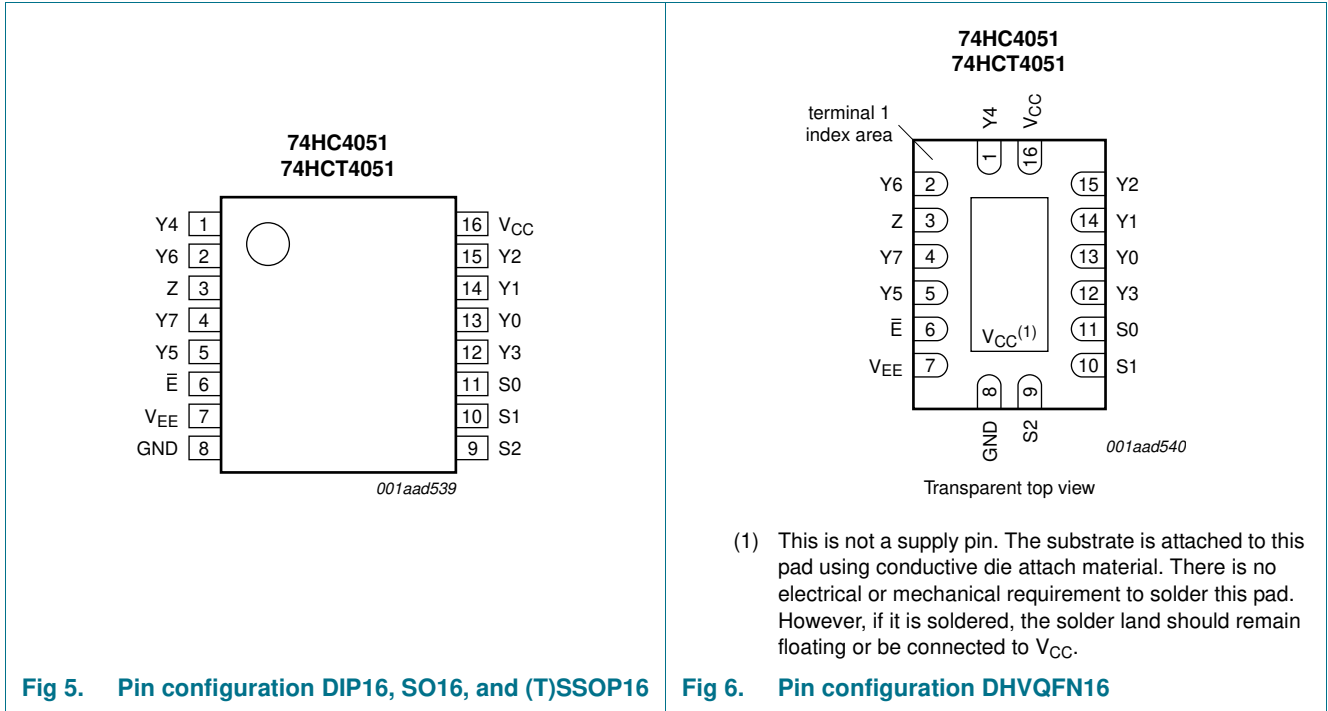 74HC4051
74HCT4051
Y4 1
Y6 2
Z 3
Y7 4
Y5 5
E̅ 6
VEE 7
GND 8
16 VCC
15 Y2
14 Y1
13 Y0
12 Y3
11 S0
10 S1
9 S2
001aad539
Fig 5. Pin configuration DIP16, SO16, and (T)SSOP16
74HC4051
74HCT4051
terminal 1
index area
Y4
VCC
1
16
Y6 2
Z 3
Y7 4
Y5 5
E̅ 6
VEE 7
15 Y2
14 Y1
13 Y0
12 Y3
11 S0
10 S1
VCC(1)
8
9
GND
S2
001aad540
Transparent top view
(1) This is not a supply pin. The substrate is attached to this
pad using conductive die attach material. There is no
electrical or mechanical requirement to solder this pad.
However, if it is soldered, the solder land should remain
floating or be connected to VCC.
Fig 6. Pin configuration DHVQFN16